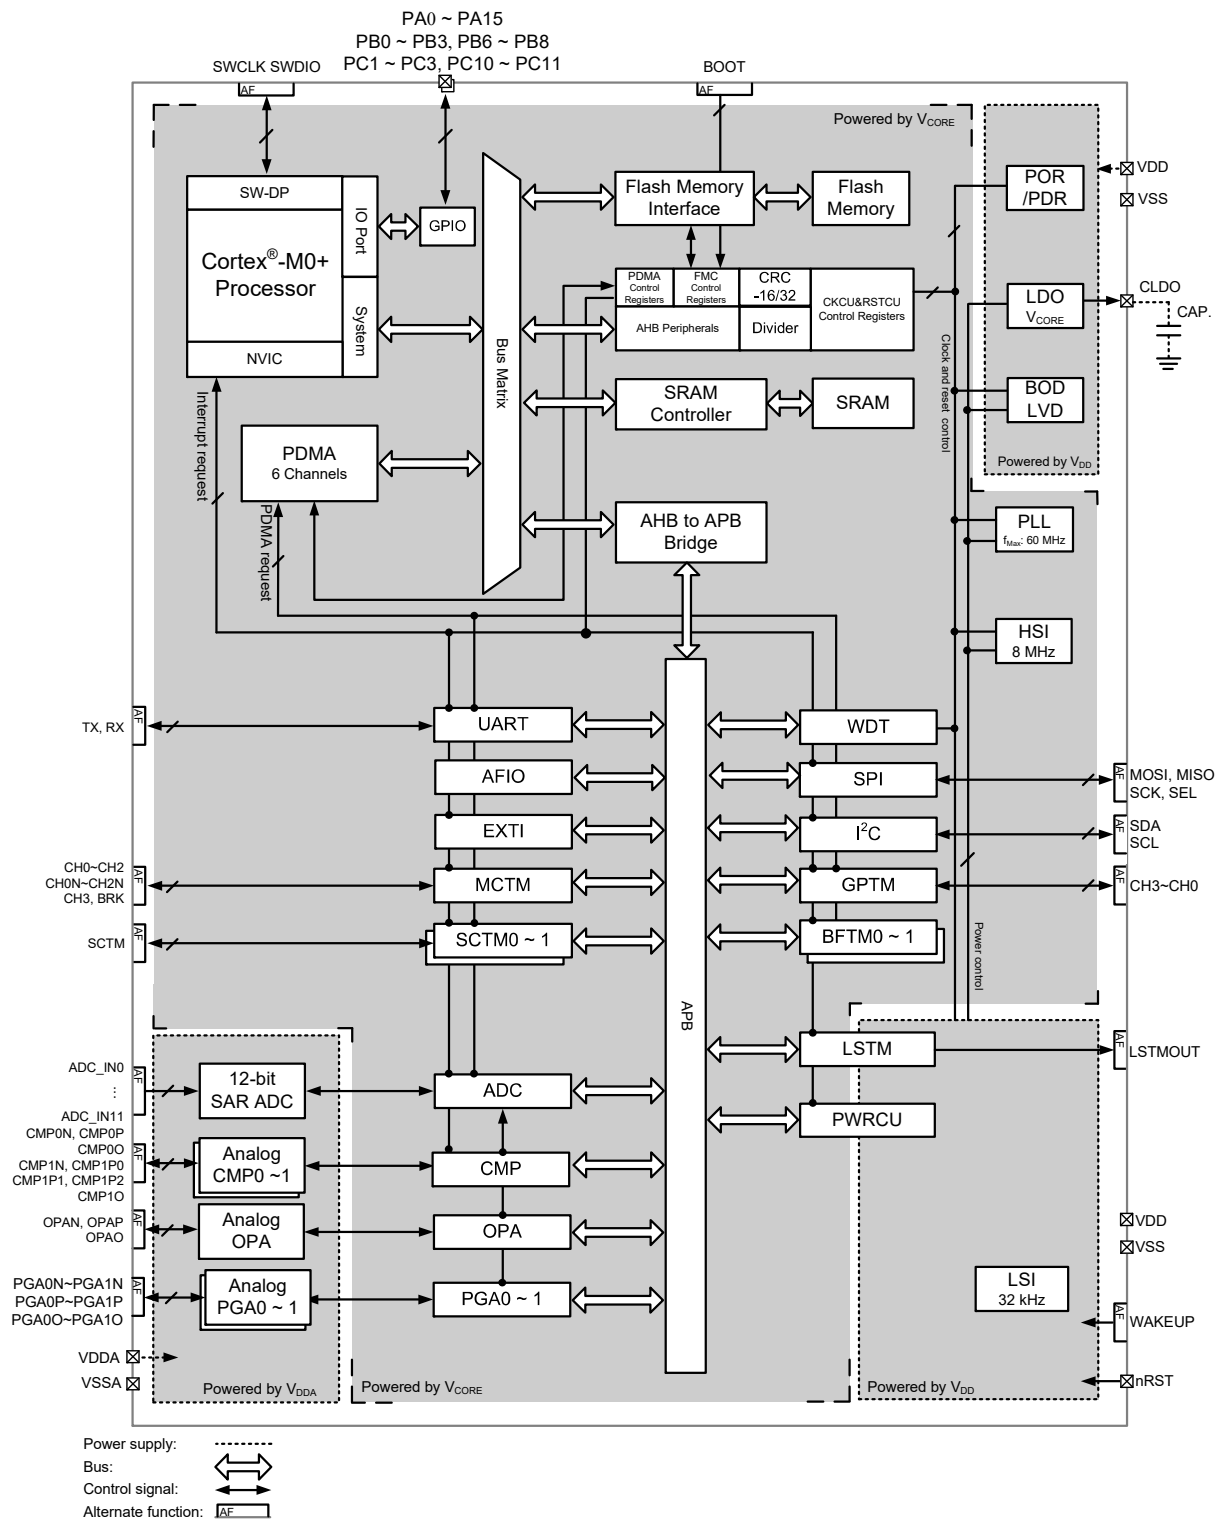 PA0 ~ PA15
PB0 ~ PB3, PB6 ~ PB8
PC1 ~ PC3, PC10 ~ PC11
SWCLK SWDIO
BOOT
AF
AF
Powered by VCORE
SW-DP
IO Port
Cortex®-M0+
Processor
System
NVIC
GPIO
Bus Matrix
Flash Memory
Interface
Flash
Memory
PDMA
Control
Registers
FMC
Control
Registers
CRC
-16/32
CKCU&RSTCU
Control Registers
AHB Peripherals
Divider
Clock and reset control
POR
/PDR
VDD
VSS
LDO
VCORE
CLDO
CAP.
BOD
LVD
Powered by VDD
SRAM
Controller
SRAM
Interrupt request
PDMA
6 Channels
PDMA request
AHB to APB
Bridge
PLL
fMax: 60 MHz
HSI
8 MHz
TX, RX
AF
UART
WDT
AFIO
SPI
AF
MOSI, MISO
SCK, SEL
EXTI
I2C
AF
SDA
SCL
CH0~CH2
CH0N~CH2N
CH3, BRK
AF
MCTM
GPTM
AF
CH3~CH0
SCTM
AF
SCTM0 ~ 1
BFTM0 ~ 1
Power control
APB
LSTM
AF
LSTMOUT
ADC_IN0
⋮
ADC_IN11
AF
12-bit
SAR ADC
ADC
PWRCU
CMP0N, CMP0P
CMP0O
CMP1N, CMP1P0
CMP1P1, CMP1P2
CMP1O
AF
Analog
CMP0 ~1
CMP
OPAN, OPAP
OPAO
AF
Analog
OPA
OPA
VDD
VSS
PGA0N~PGA1N
PGA0P~PGA1P
PGA0O~PGA1O
AF
Analog
PGA0 ~ 1
PGA0 ~ 1
LSI
32 kHz
AF
WAKEUP
VDDA
VSSA
Powered by VDDA
Powered by VCORE
Powered by VDD
nRST
Power supply:
Bus:
Control signal:
Alternate function:
AF